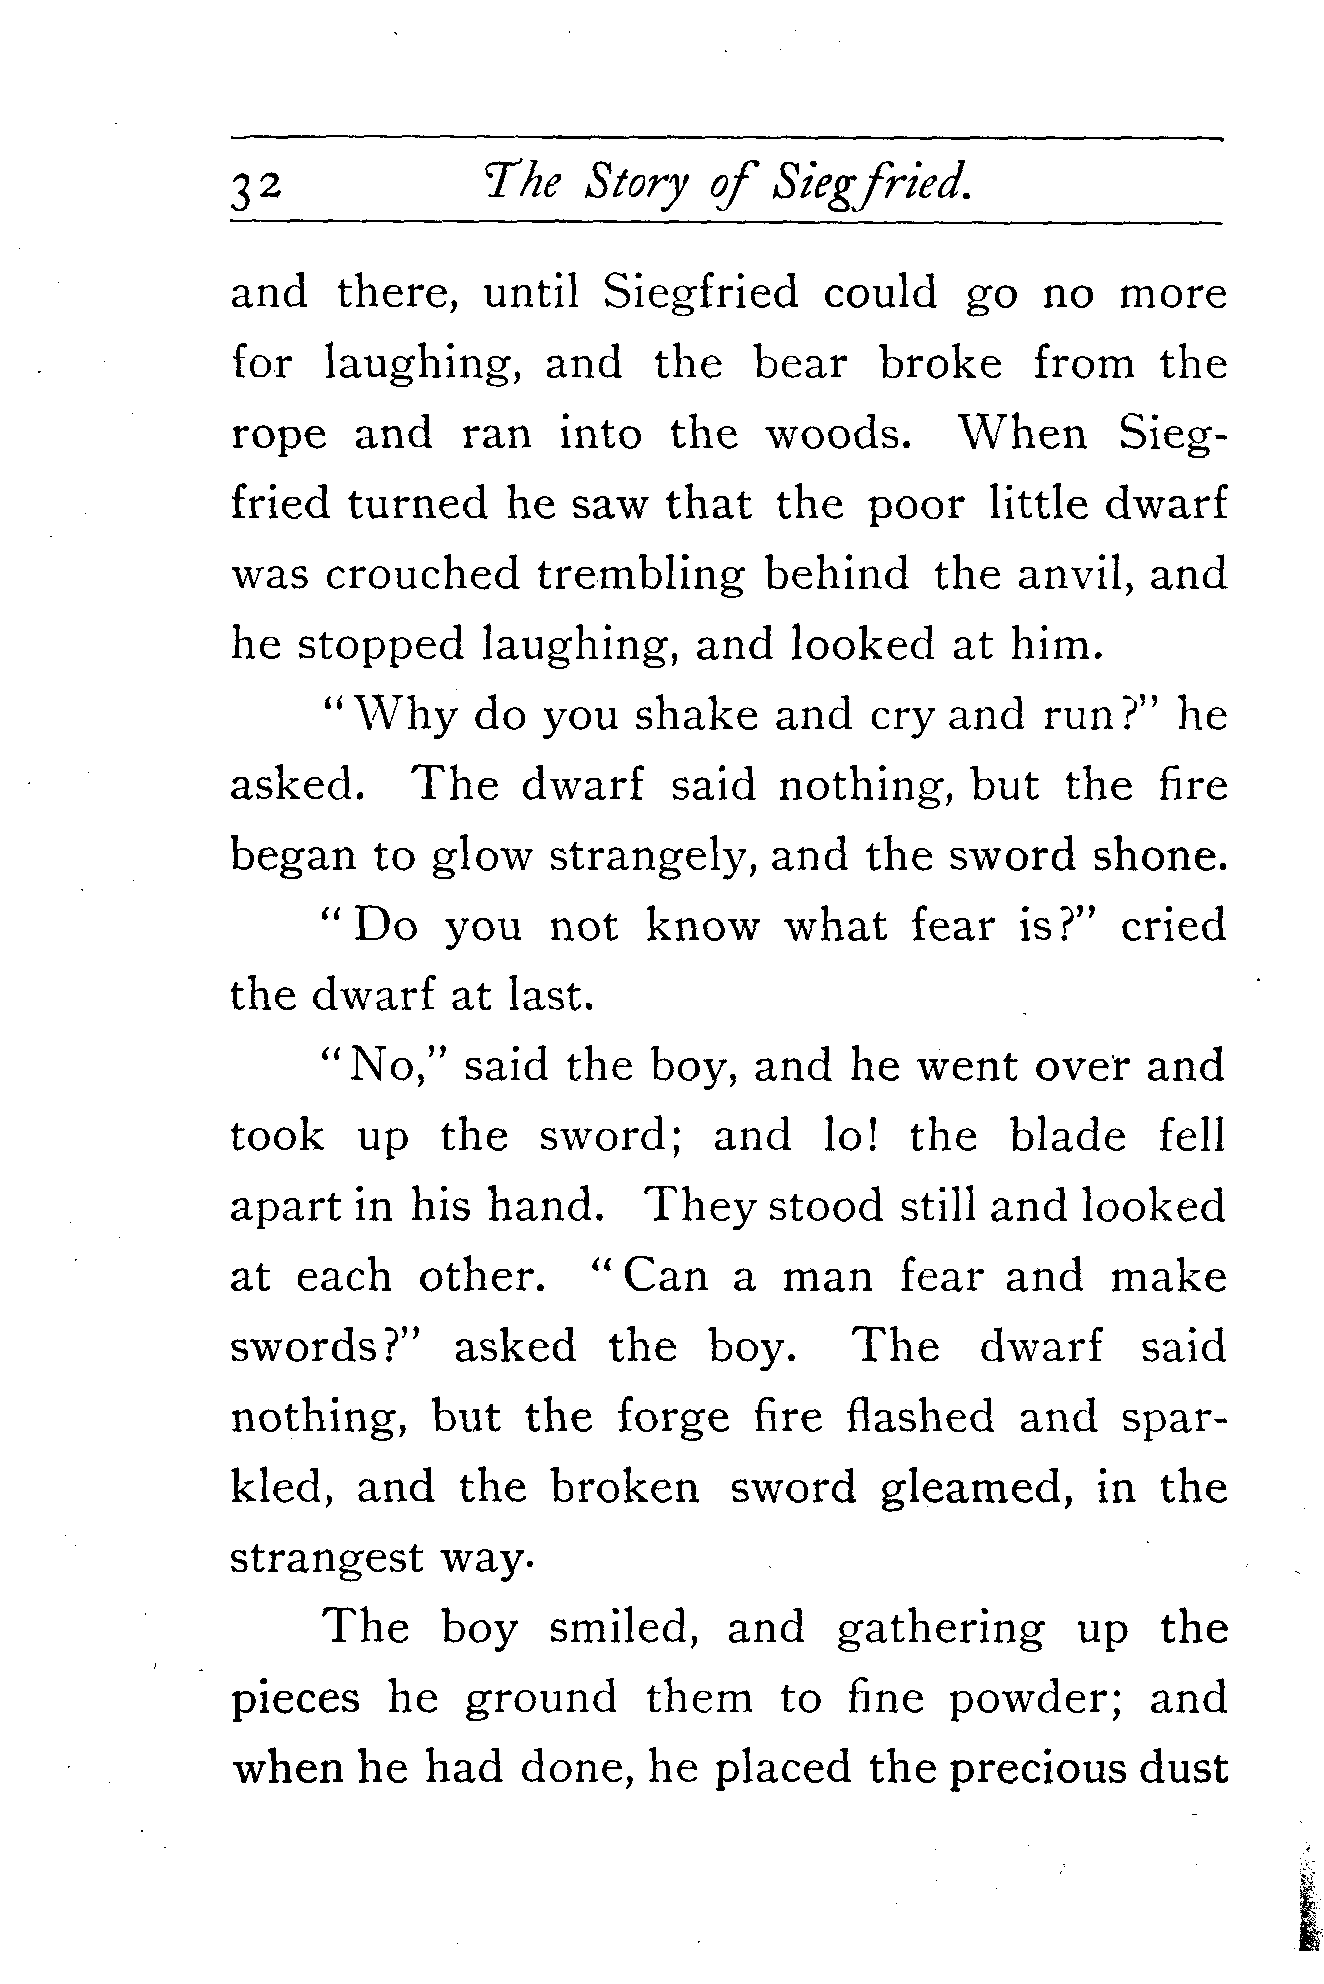 32 The Story of Siegfried.
and there, until Siegfried could go no more
for laughing, and the bear broke from the
rope and ran into the woods. When Sieg-
fried turned he saw that the poor little dwarf
was crouched trembling behind the anvil, and
he stopped laughing, and looked at him.
“Why do you shake and cry and run?” he
asked. The dwarf said nothing, but the fire
began to glow strangely, and the sword shone.
“Do you not know what fear is?” cried
the dwarf at last.
“No,” said the boy, and he went over and
took up the sword; and lo! the blade fell
apart in his hand. They stood still and looked
at each other. “Can a man fear and make
swords?” asked the boy. The dwarf said
nothing, but the forge fire flashed and spar-
kled, and the broken sword gleamed, in the
strangest way.
The boy smiled, and gathering up the
pieces he ground them to fine powder; and
when he had done, he placed the precious dust